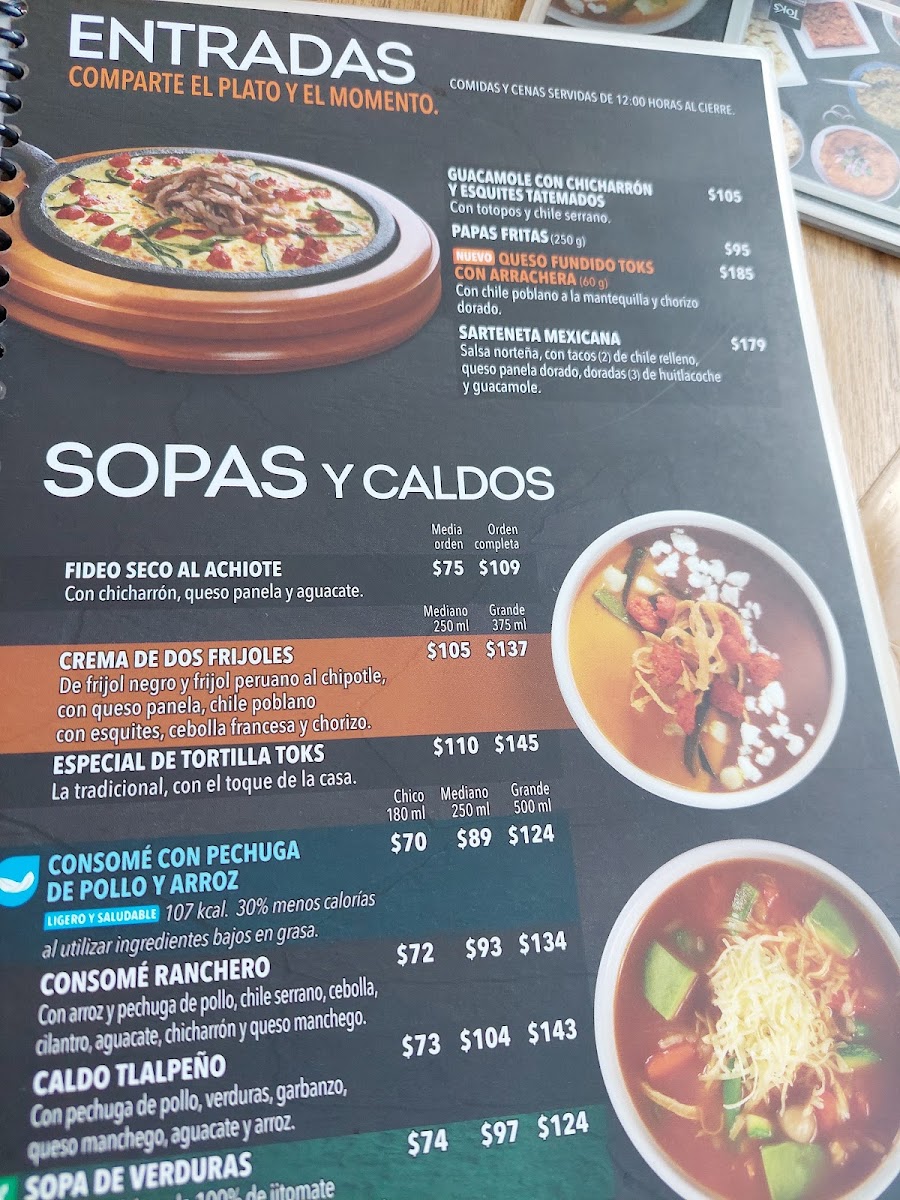 ENTRADAS
COMPARTE EL PLATO Y EL MOMENTO.
COMIDAS Y CENAS SERVIDAS DE 12:00 HORAS AL CIERRE.
GUACAMOLE CON CHICHARRÓN
Y ESQUITES TATEMADOS $105
Con totopos y chile serrano.
PAPAS FRITAS (250 g) $95
NUEVO QUESO FUNDIDO TOKS
CON ARRACHERA (60 g) $185
Con chile poblano a la mantequilla y chorizo
dorado.
SARTENETA MEXICANA $179
Salsa norteña, con tacos (2) de chile relleno,
queso panela dorado, doradas (3) de huitlacoche
y guacamole.
SOPAS Y CALDOS
Media orden Orden completa
FIDEO SECO AL ACHIOTE $75 $109
Con chicharrón, queso panela y aguacate.
Mediano 250 ml Grande 375 ml
CREMA DE DOS FRIJOLES $105 $137
De frijol negro y frijol peruano al chipotle,
con queso panela, chile poblano
con esquites, cebolla francesa y chorizo.
ESPECIAL DE TORTILLA TOKS $110 $145
La tradicional, con el toque de la casa.
Chico 180 ml Mediano 250 ml Grande 500 ml
CONSOMÉ CON PECHUGA $70 $89 $124
DE POLLO Y ARROZ
LIGERO Y SALUDABLE 107 kcal. 30% menos calorías
al utilizar ingredientes bajos en grasa.
CONSOMÉ RANCHERO $72 $93 $134
Con arroz y pechuga de pollo, chile serrano, cebolla,
cilantro, aguacate, chicharrón y queso manchego.
CALDO TLALPEÑO $73 $104 $143
Con pechuga de pollo, verduras, garbanzo,
queso manchego, aguacate y arroz.
SOPA DE VERDURAS $74 $97 $124
100% de jitomate
Toks